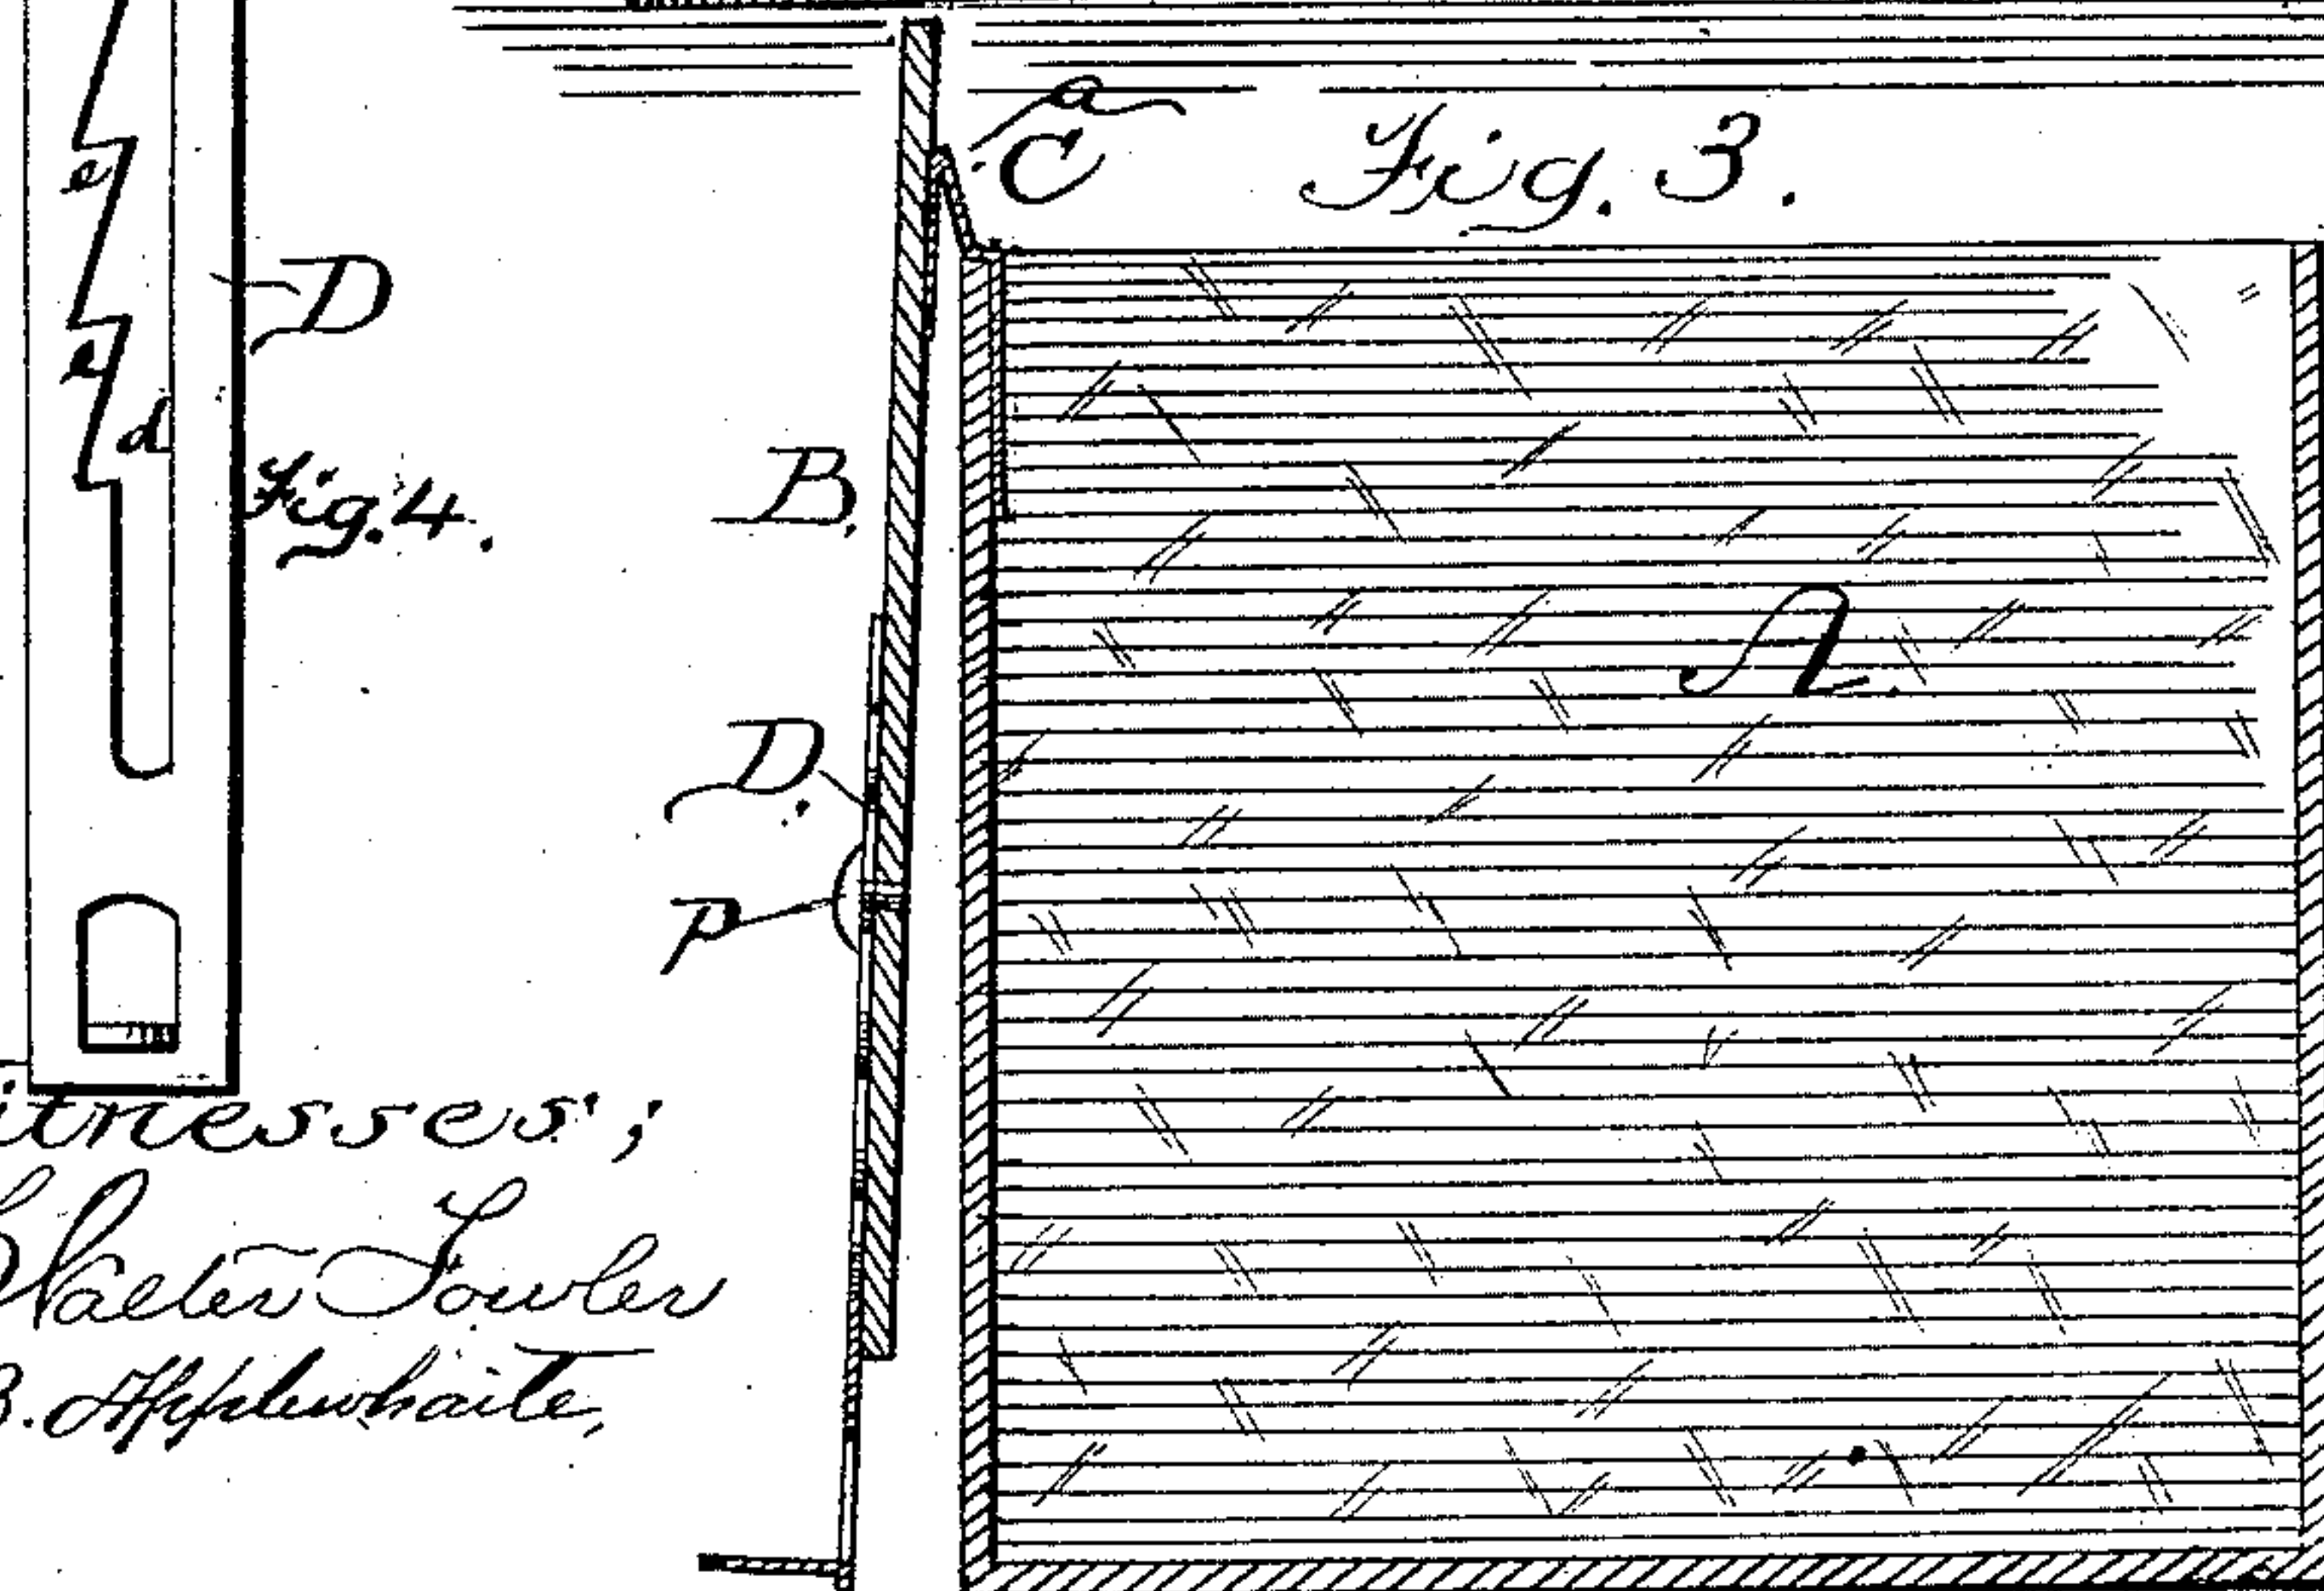 a
C
Fig. 3.
e
D
e
d
Fig. 4.
B.
A.
D.
P
itnesses;
Walter Fowler
B. Applewhaite,